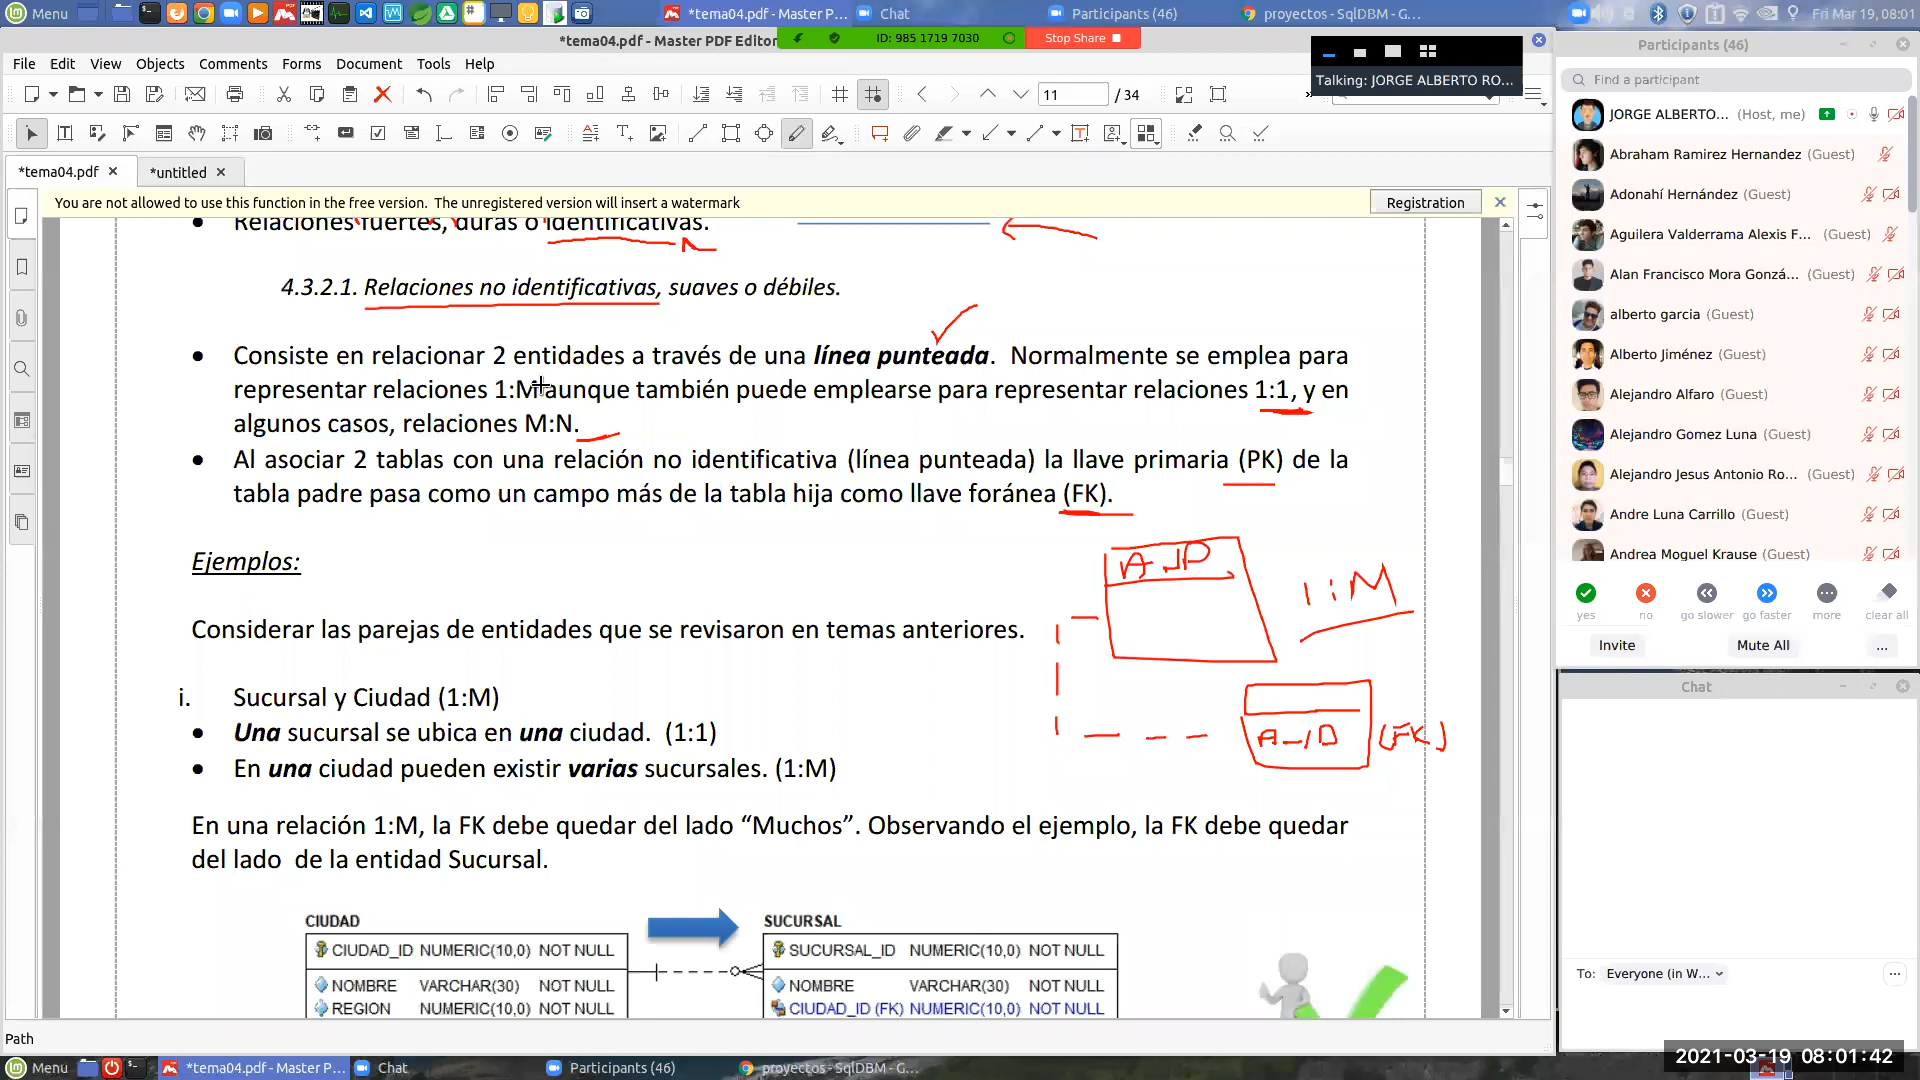 *tema04.pdf - Master P...
Chat
Participants (46)
proyectos - SqlDBM - G...
Fri Mar 19, 08:01
Menu
*tema04.pdf - Master PDF Editor
ID: 985 1719 7030
Stop Share
Talking: JORGE ALBERTO RO...
File Edit View Objects Comments Forms Document Tools Help
11 / 34
*tema04.pdf
*untitled
You are not allowed to use this function in the free version. The unregistered version will insert a watermark
Registration
• Relaciones fuertes, duras o identificativas.
4.3.2.1. Relaciones no identificativas, suaves o débiles.
• Consiste en relacionar 2 entidades a través de una línea punteada. Normalmente se emplea para
representar relaciones 1:M aunque también puede emplearse para representar relaciones 1:1, y en
algunos casos, relaciones M:N.
• Al asociar 2 tablas con una relación no identificativa (línea punteada) la llave primaria (PK) de la
tabla padre pasa como un campo más de la tabla hija como llave foránea (FK).
Ejemplos:
1:M
Considerar las parejas de entidades que se revisaron en temas anteriores.
i. Sucursal y Ciudad (1:M)
• Una sucursal se ubica en una ciudad. (1:1)
(FK)
• En una ciudad pueden existir varias sucursales. (1:M)
En una relación 1:M, la FK debe quedar del lado “Muchos”. Observando el ejemplo, la FK debe quedar
del lado de la entidad Sucursal.
CIUDAD
CIUDAD_ID NUMERIC(10,0) NOT NULL
NOMBRE VARCHAR(30) NOT NULL
REGION NUMERIC(10,0) NOT NULL
SUCURSAL
SUCURSAL_ID NUMERIC(10,0) NOT NULL
NOMBRE VARCHAR(30) NOT NULL
CIUDAD_ID (FK) NUMERIC(10,0) NOT NULL
Path
Participants (46)
Find a participant
JORGE ALBERTO... (Host, me)
Abraham Ramirez Hernandez (Guest)
Adonahí Hernández (Guest)
Aguilera Valderrama Alexis F... (Guest)
Alan Francisco Mora Gonzá... (Guest)
alberto garcia (Guest)
Alberto Jiménez (Guest)
Alejandro Alfaro (Guest)
Alejandro Gomez Luna (Guest)
Alejandro Jesus Antonio Ro... (Guest)
Andre Luna Carrillo (Guest)
Andrea Moguel Krause (Guest)
yes no go slower go faster more clear all
Invite Mute All ...
Chat
To: Everyone (in W...
Menu
*tema04.pdf - Master P...
Chat
Participants (46)
proyectos - SqlDBM - G...
2021-03-19 08:01:42